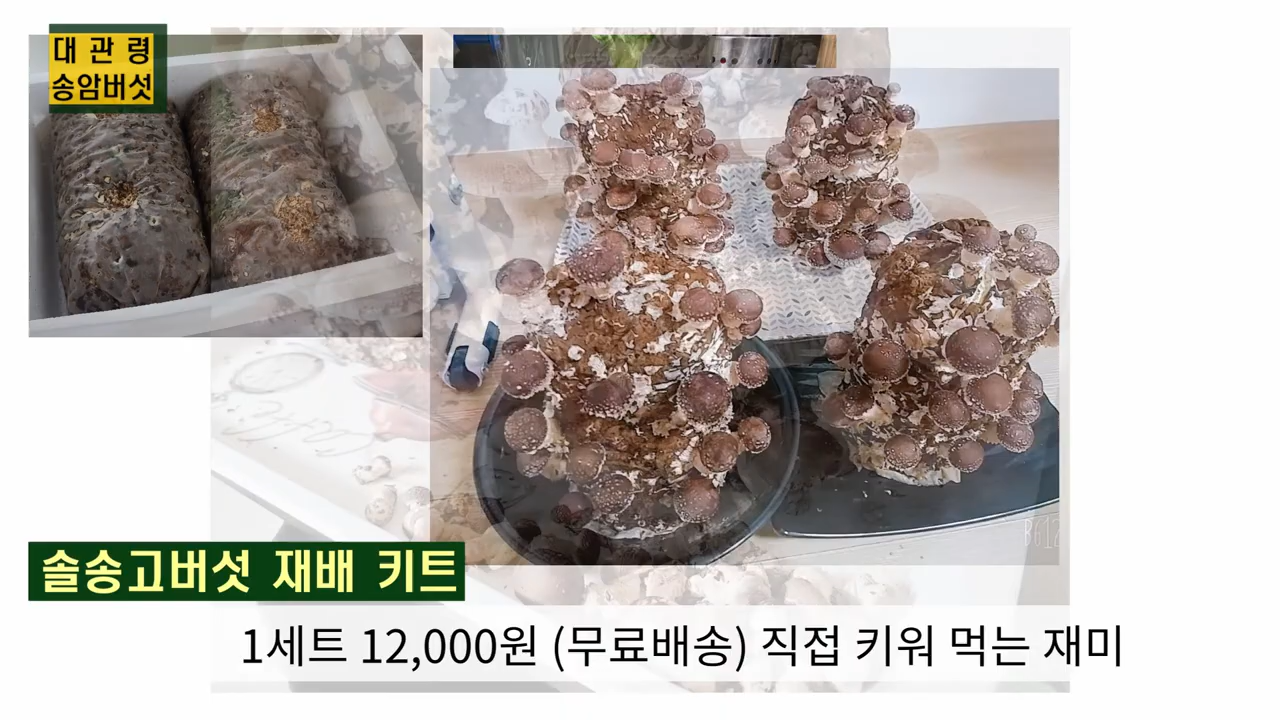 대관령
송암버섯
솔송고버섯 재배 키트
1세트 12,000원 (무료배송) 직접 키워 먹는 재미